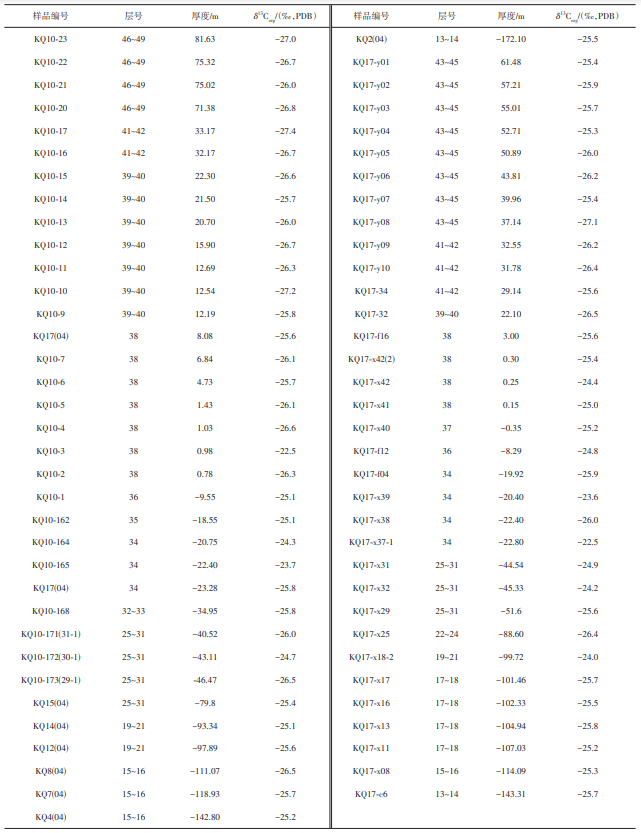 样品编号 层号 厚度/m δ¹³Corg/(‰,PDB) 样品编号 层号 厚度/m δ¹³Corg/(‰,PDB)
KQ10-23 46~49 81.63 −27.0 KQ2(04) 13~14 −172.10 −25.5
KQ10-22 46~49 75.32 −26.7 KQ17-y01 43~45 61.48 −25.4
KQ10-21 46~49 75.02 −26.0 KQ17-y02 43~45 57.21 −25.9
KQ10-20 46~49 71.38 −26.8 KQ17-y03 43~45 55.01 −25.7
KQ10-17 41~42 33.17 −27.4 KQ17-y04 43~45 52.71 −25.3
KQ10-16 41~42 32.17 −26.7 KQ17-y05 43~45 50.89 −26.0
KQ10-15 39~40 22.30 −26.6 KQ17-y06 43~45 43.81 −26.2
KQ10-14 39~40 21.50 −25.7 KQ17-y07 43~45 39.96 −25.4
KQ10-13 39~40 20.70 −26.0 KQ17-y08 43~45 37.14 −27.1
KQ10-12 39~40 15.90 −26.7 KQ17-y09 41~42 32.55 −26.2
KQ10-11 39~40 12.69 −26.3 KQ17-y10 41~42 31.78 −26.4
KQ10-10 39~40 12.54 −27.2 KQ17-34 41~42 29.14 −25.6
KQ10-9 39~40 12.19 −25.8 KQ17-32 39~40 22.10 −26.5
KQ17(04) 38 8.08 −25.6 KQ17-f16 38 3.00 −25.6
KQ10-7 38 6.84 −26.1 KQ17-x42(2) 38 0.30 −25.4
KQ10-6 38 4.73 −25.7 KQ17-x42 38 0.25 −24.4
KQ10-5 38 1.43 −26.1 KQ17-x41 38 0.15 −25.0
KQ10-4 38 1.03 −26.6 KQ17-x40 37 −0.35 −25.2
KQ10-3 38 0.98 −22.5 KQ17-f12 36 −8.29 −24.8
KQ10-2 38 0.78 −26.3 KQ17-f04 34 −19.92 −25.9
KQ10-1 36 −9.55 −25.1 KQ17-x39 34 −20.40 −23.6
KQ10-162 35 −18.55 −25.1 KQ17-x38 34 −22.40 −26.0
KQ10-164 34 −20.75 −24.3 KQ17-x37-1 34 −22.80 −22.5
KQ10-165 34 −22.40 −23.7 KQ17-x31 25~31 −44.54 −24.9
KQ17(04) 34 −23.28 −25.8 KQ17-x32 25~31 −45.33 −24.2
KQ10-168 32~33 −34.95 −25.8 KQ17-x29 25~31 −51.6 −25.6
KQ10-171(31-1) 25~31 −40.52 −26.0 KQ17-x25 22~24 −88.60 −26.4
KQ10-172(30-1) 25~31 −43.11 −24.7 KQ17-x18-2 19~21 −99.72 −24.0
KQ10-173(29-1) 25~31 -46.47 −26.5 KQ17-x17 17~18 −101.46 −25.7
KQ15(04) 25~31 −79.8 −25.4 KQ17-x16 17~18 −102.33 −25.5
KQ14(04) 19~21 −93.34 −25.1 KQ17-x13 17~18 −104.94 −25.8
KQ12(04) 19~21 −97.89 −25.6 KQ17-x11 17~18 −107.03 −25.2
KQ8(04) 15~16 −111.07 −26.5 KQ17-x08 15~16 −114.09 −25.3
KQ7(04) 15~16 −118.93 −25.7 KQ17-c6 13~14 −143.31 −25.7
KQ4(04) 15~16 −142.80 −25.2